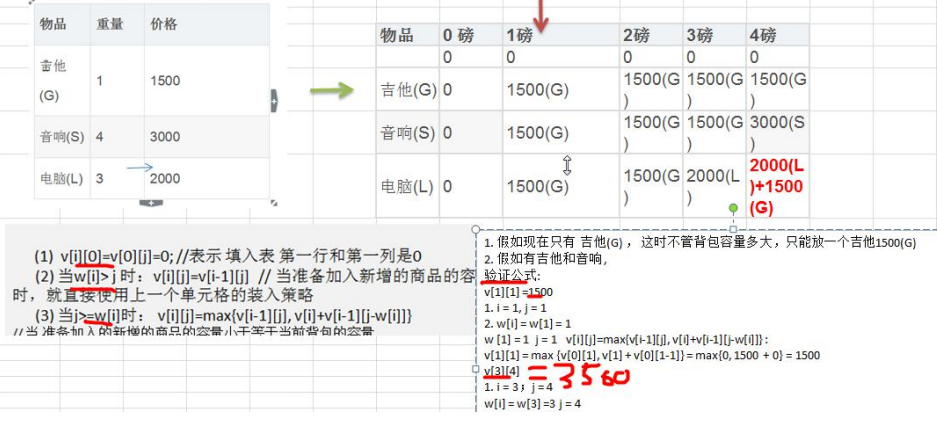 物品 重量 价格
吉他
(G) 1 1500
音响(S) 4 3000
电脑(L) 3 2000
物品 0 磅 1磅 2磅 3磅 4磅
0 0 0 0 0
吉他(G) 0 1500(G) 1500(G) 1500(G) 1500(G)
音响(S) 0 1500(G) 1500(G) 1500(G) 3000(S)
电脑(L) 0 1500(G) 1500(G) 2000(L) 2000(L)+1500(G)
(1) v[i][0]=v[0][j]=0; //表示 填入表 第一行和第一列是0
(2) 当w[i]> j 时：v[i][j]=v[i-1][j] // 当准备加入新增的商品的容
时，就直接使用上一个单元格的装入策略
(3) 当j>=w[i]时： v[i][j]=max{v[i-1][j], v[i]+v[i-1][j-w[i]]}
// 当 准备加入的新增的商品的容量小于等于当前背包的容量
1. 假如现在只有 吉他(G) ， 这时不管背包容量多大，只能放一个吉他1500(G)
2. 假如有吉他和音响,
验证公式:
v[1][1] =1500
1. i = 1, j = 1
2. w[i] = w[1] = 1
w [1] = 1 j = 1 v[i][j]=max{v[i-1][j], v[i]+v[i-1][j-w[i]]} :
v[1][1] = max {v[0][1], v[1] + v[0][1-1]} = max{0, 1500 + 0} = 1500
v[3][4] =3500
1. i = 3；j = 4
w[i] = w[3] =3 j = 4